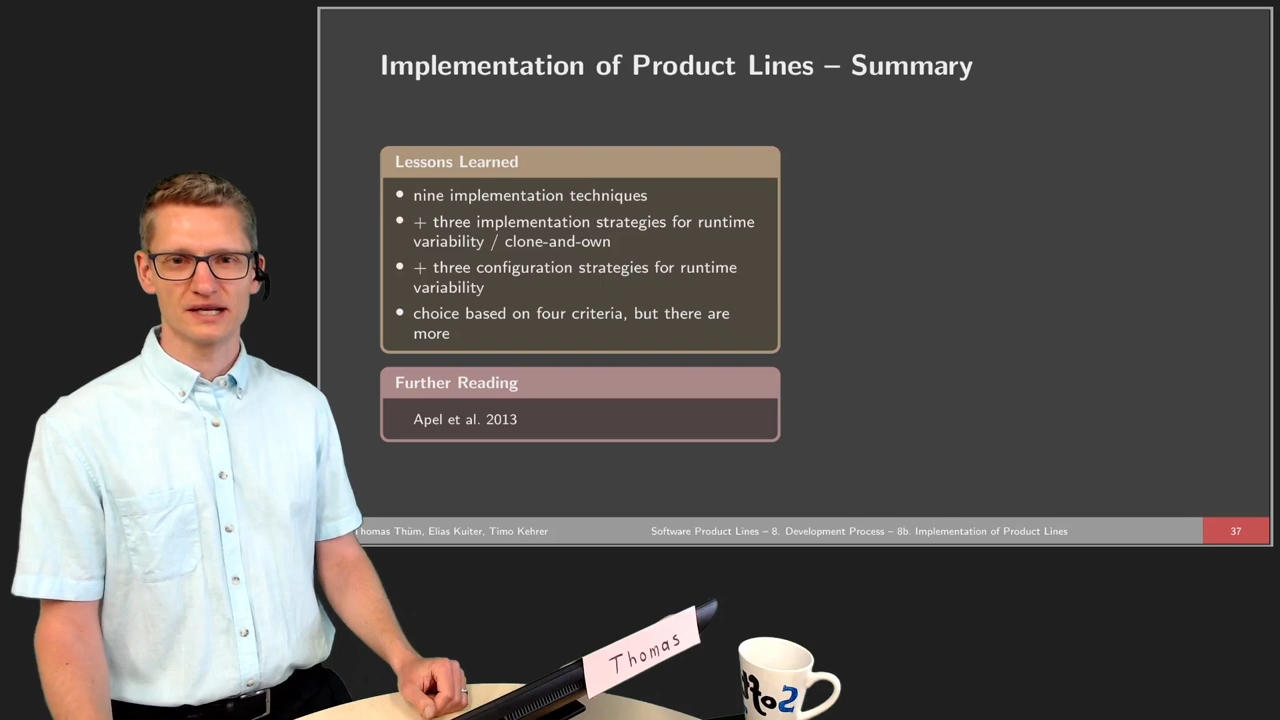 Implementation of Product Lines – Summary
Lessons Learned
• nine implementation techniques
• + three implementation strategies for runtime
variability / clone-and-own
• + three configuration strategies for runtime
variability
• choice based on four criteria, but there are
more
Further Reading
Apel et al. 2013
Thomas Thüm, Elias Kuiter, Timo Kehrer
Software Product Lines – 8. Development Process – 8b. Implementation of Product Lines
37
Thomas